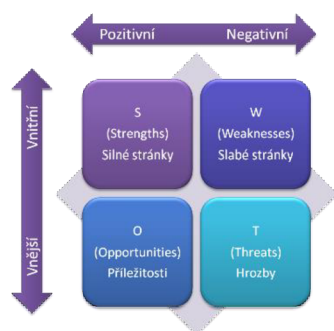 Pozitivní
Negativní
Vnitřní
Vnější
S
(Strengths)
Silné stránky
W
(Weaknesses)
Slabé stránky
O
(Opportunities)
Příležitosti
T
(Threats)
Hrozby